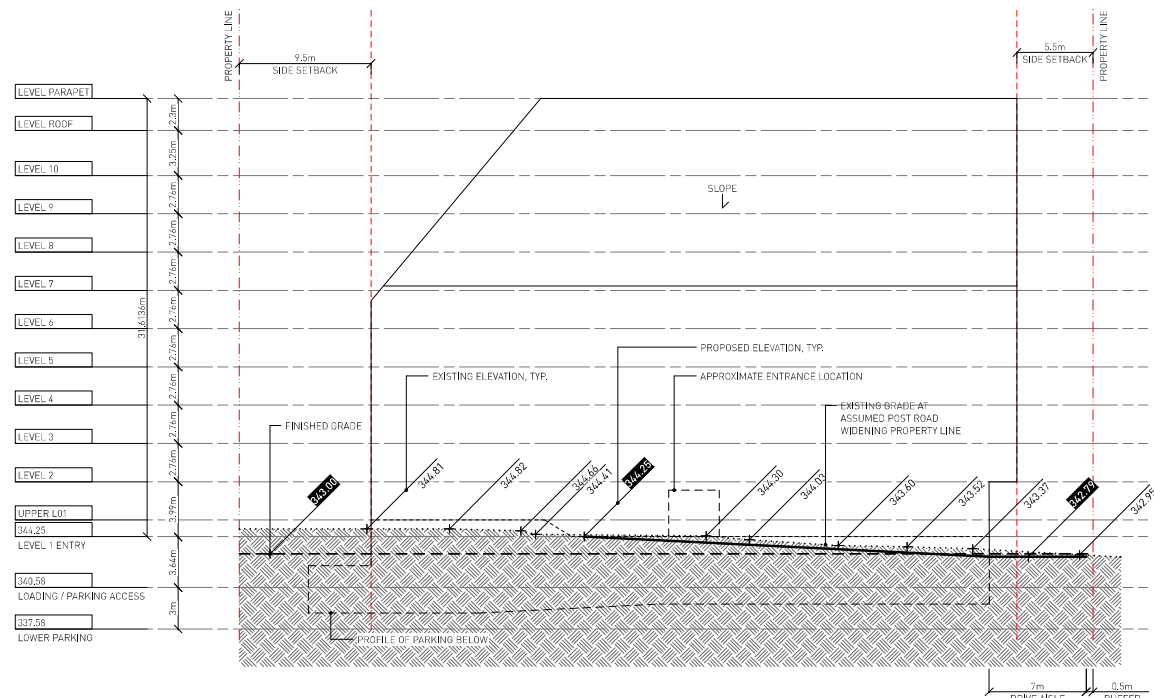 PROPERTY LINE
9.5m
SIDE SETBACK
5.5m
SIDE SETBACK
PROPERTY LINE
LEVEL PARAPET
2.3m
LEVEL ROOF
3.25m
LEVEL 10
2.76m
LEVEL 9
2.76m
SLOPE
LEVEL 8
2.76m
LEVEL 7
2.76m
31.6136m
LEVEL 6
2.76m
LEVEL 5
2.76m
LEVEL 4
2.76m
LEVEL 3
2.76m
LEVEL 2
3.99m
UPPER L01
344.25
LEVEL 1 ENTRY
3.64m
340.58
LOADING / PARKING ACCESS
3m
337.58
LOWER PARKING
PROPOSED ELEVATION, TYP.
EXISTING ELEVATION, TYP.
APPROXIMATE ENTRANCE LOCATION
EXISTING GRADE AT
ASSUMED POST ROAD
WIDENING PROPERTY LINE
FINISHED GRADE
343.00
344.81
344.82
344.66
344.41
344.25
344.30
344.03
343.60
343.52
343.37
342.79
342.95
PROFILE OF PARKING BELOW
7m
DRIVE AISLE
0.5m
BUFFER